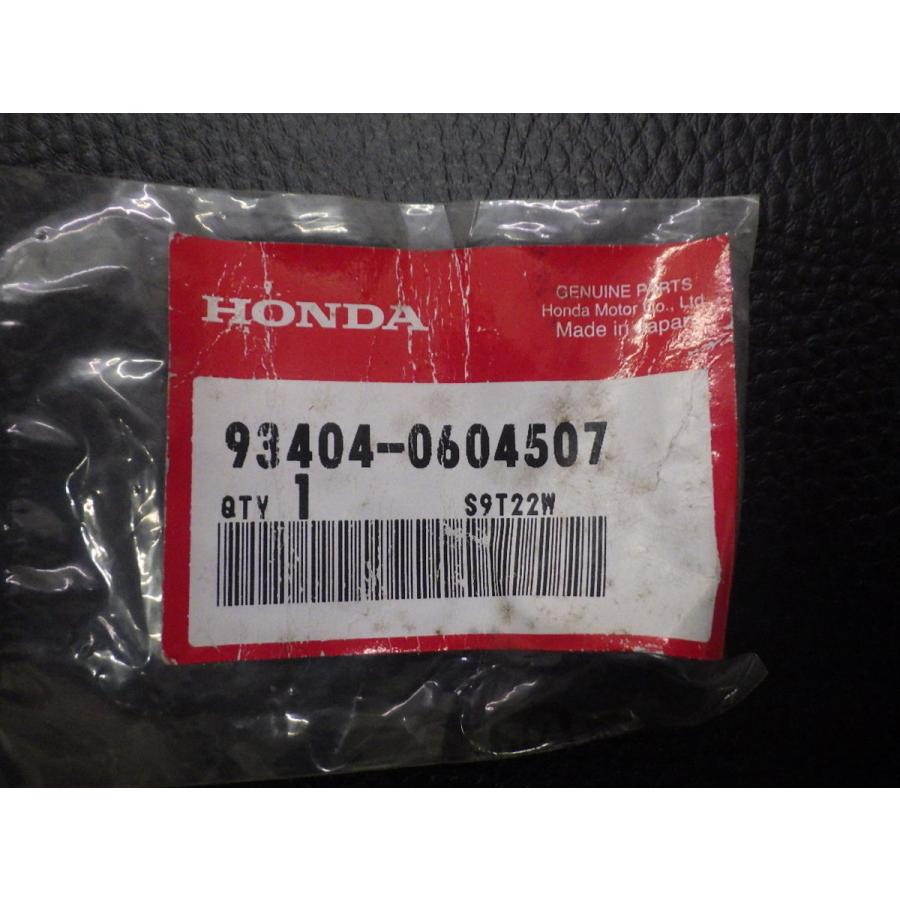 HONDA
GENUINE PARTS
Honda Motor Co., Ltd.
Made in Japan
93404-0604507
QTY 1 S9T22W